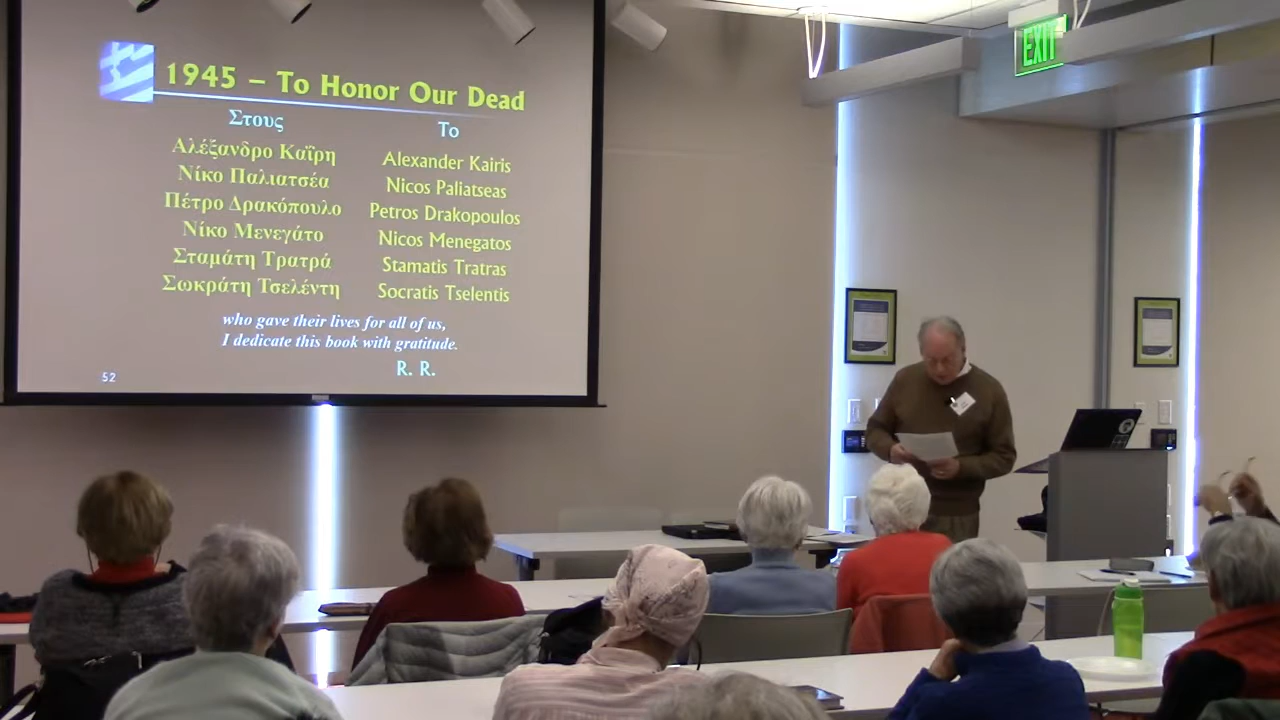 1945 – To Honor Our Dead
Στους
Αλέξανδρο Καΐρη
Νίκο Παλιατσέα
Πέτρο Δρακόπουλο
Νίκο Μενεγάτο
Σταμάτη Τρατρά
Σωκράτη Τσελέντη
To
Alexander Kairis
Nicos Paliatseas
Petros Drakopoulos
Nicos Menegatos
Stamatis Tratras
Socratis Tselentis
who gave their lives for all of us,
I dedicate this book with gratitude.
R. R.
52
EXIT